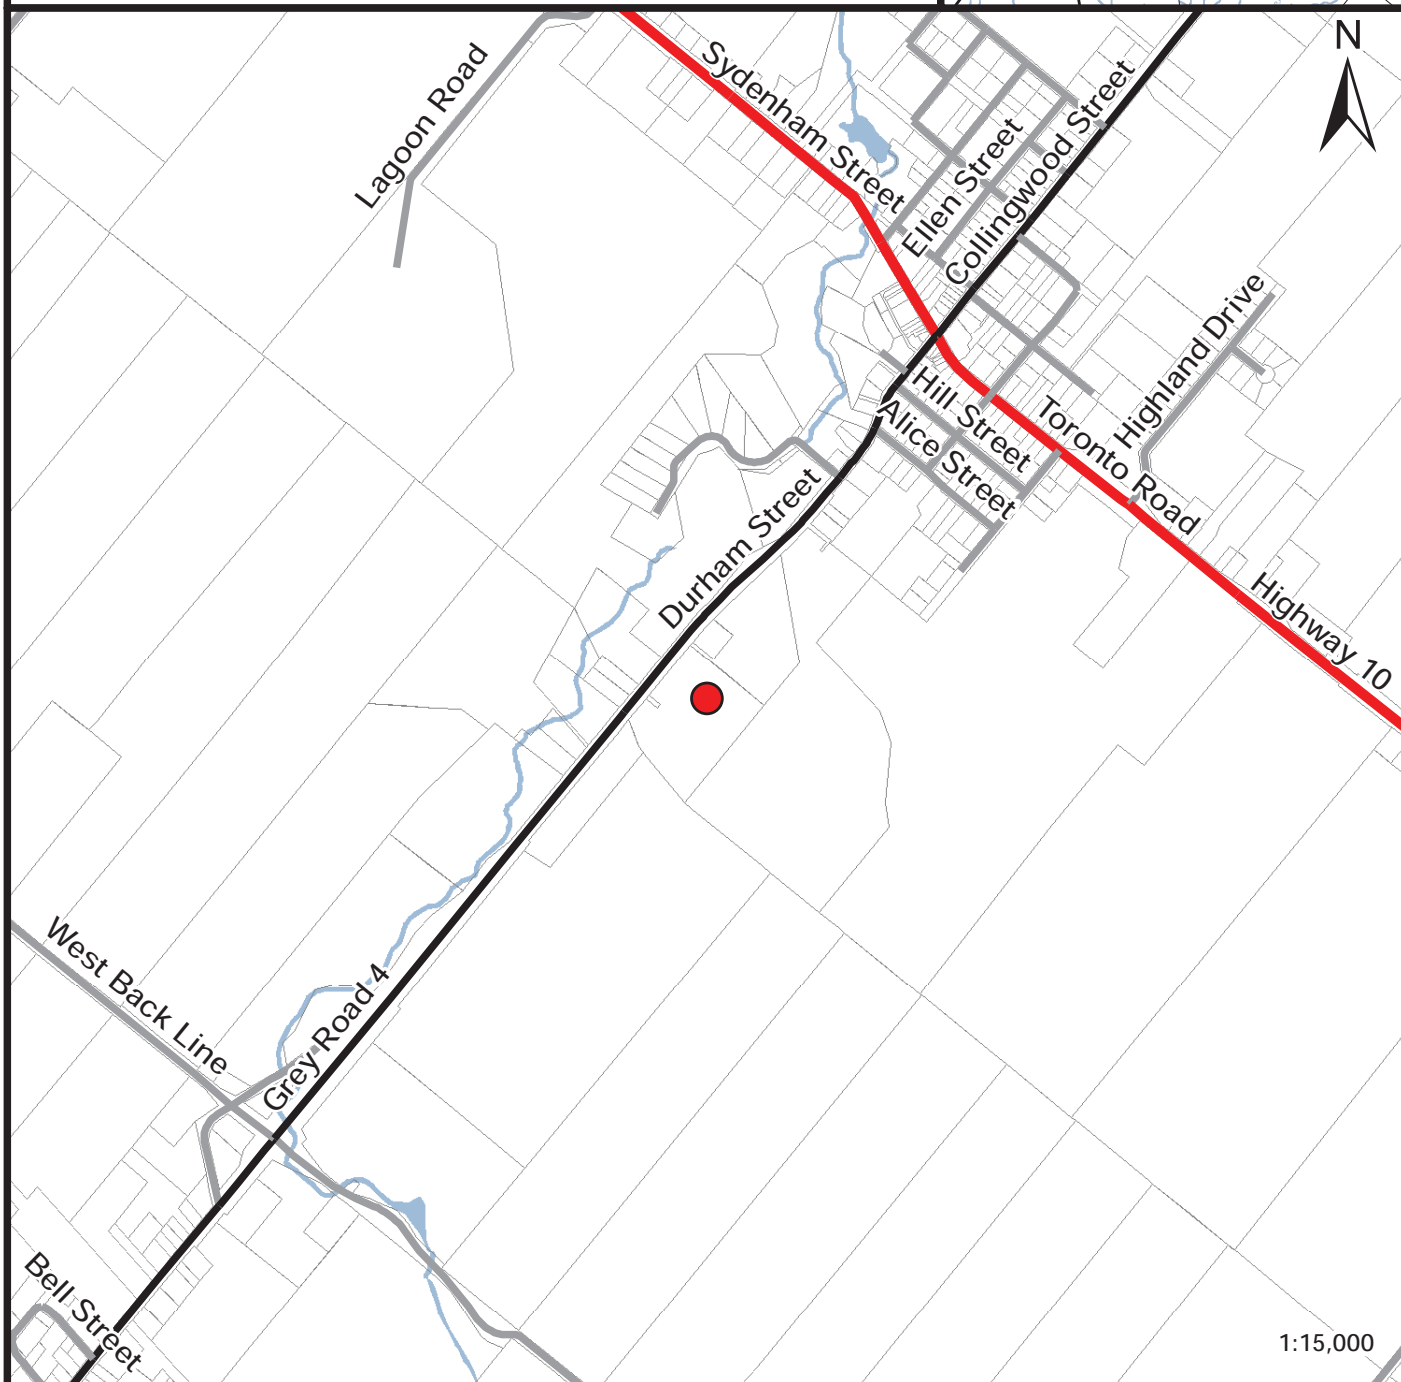 N
Lagoon Road
Sydenham Street
Ellen Street
Collingwood Street
Highland Drive
Hill Street
Alice Street
Toronto Road
Durham Street
Highway 10
West Back Line
Grey Road 4
Bell Street
1:15,000